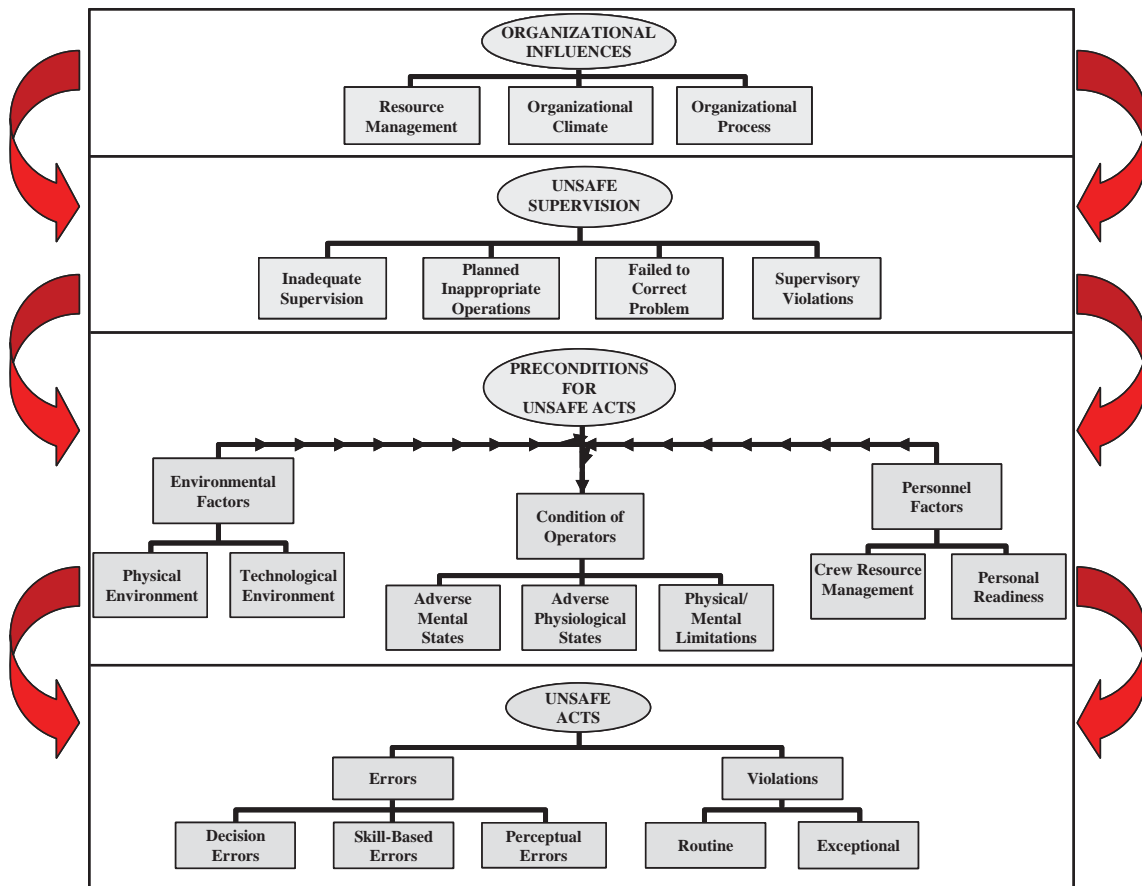 ORGANIZATIONAL
INFLUENCES
Resource
Management
Organizational
Climate
Organizational
Process
UNSAFE
SUPERVISION
Inadequate
Supervision
Planned
Inappropriate
Operations
Failed to
Correct
Problem
Supervisory
Violations
PRECONDITIONS
FOR
UNSAFE ACTS
Environmental
Factors
Condition of
Operators
Personnel
Factors
Physical
Environment
Technological
Environment
Adverse
Mental
States
Adverse
Physiological
States
Physical/
Mental
Limitations
Crew Resource
Management
Personal
Readiness
UNSAFE
ACTS
Errors
Violations
Decision
Errors
Skill-Based
Errors
Perceptual
Errors
Routine
Exceptional